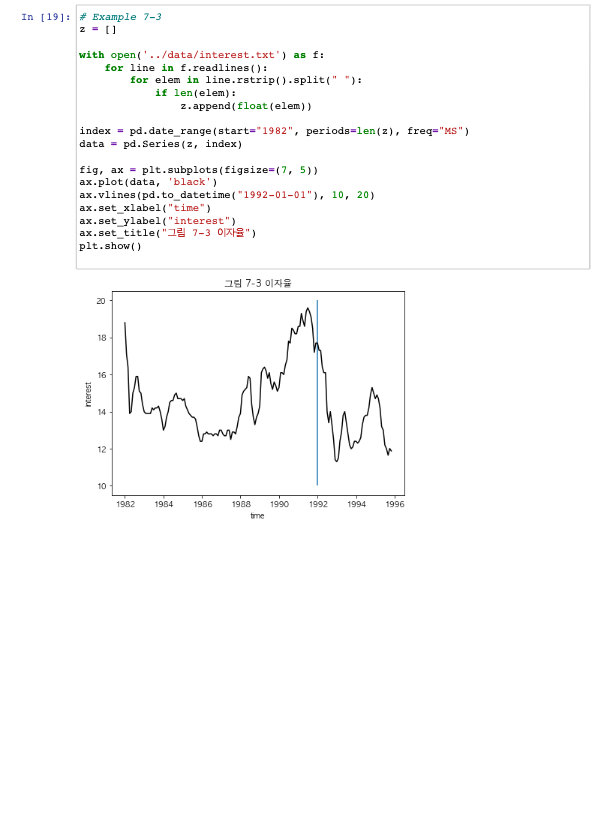 In [19]: # Example 7-3
z = []
with open('../data/interest.txt') as f:
    for line in f.readlines():
        for elem in line.rstrip().split(" "):
            if len(elem):
                z.append(float(elem))
index = pd.date_range(start="1982", periods=len(z), freq="MS")
data = pd.Series(z, index)
fig, ax = plt.subplots(figsize=(7, 5))
ax.plot(data, 'black')
ax.vlines(pd.to_datetime("1992-01-01"), 10, 20)
ax.set_xlabel("time")
ax.set_ylabel("interest")
ax.set_title("그림 7-3 이자율")
plt.show()
그림 7-3 이자율
20
18
16
14
12
10
interest
1982 1984 1986 1988 1990 1992 1994 1996
time